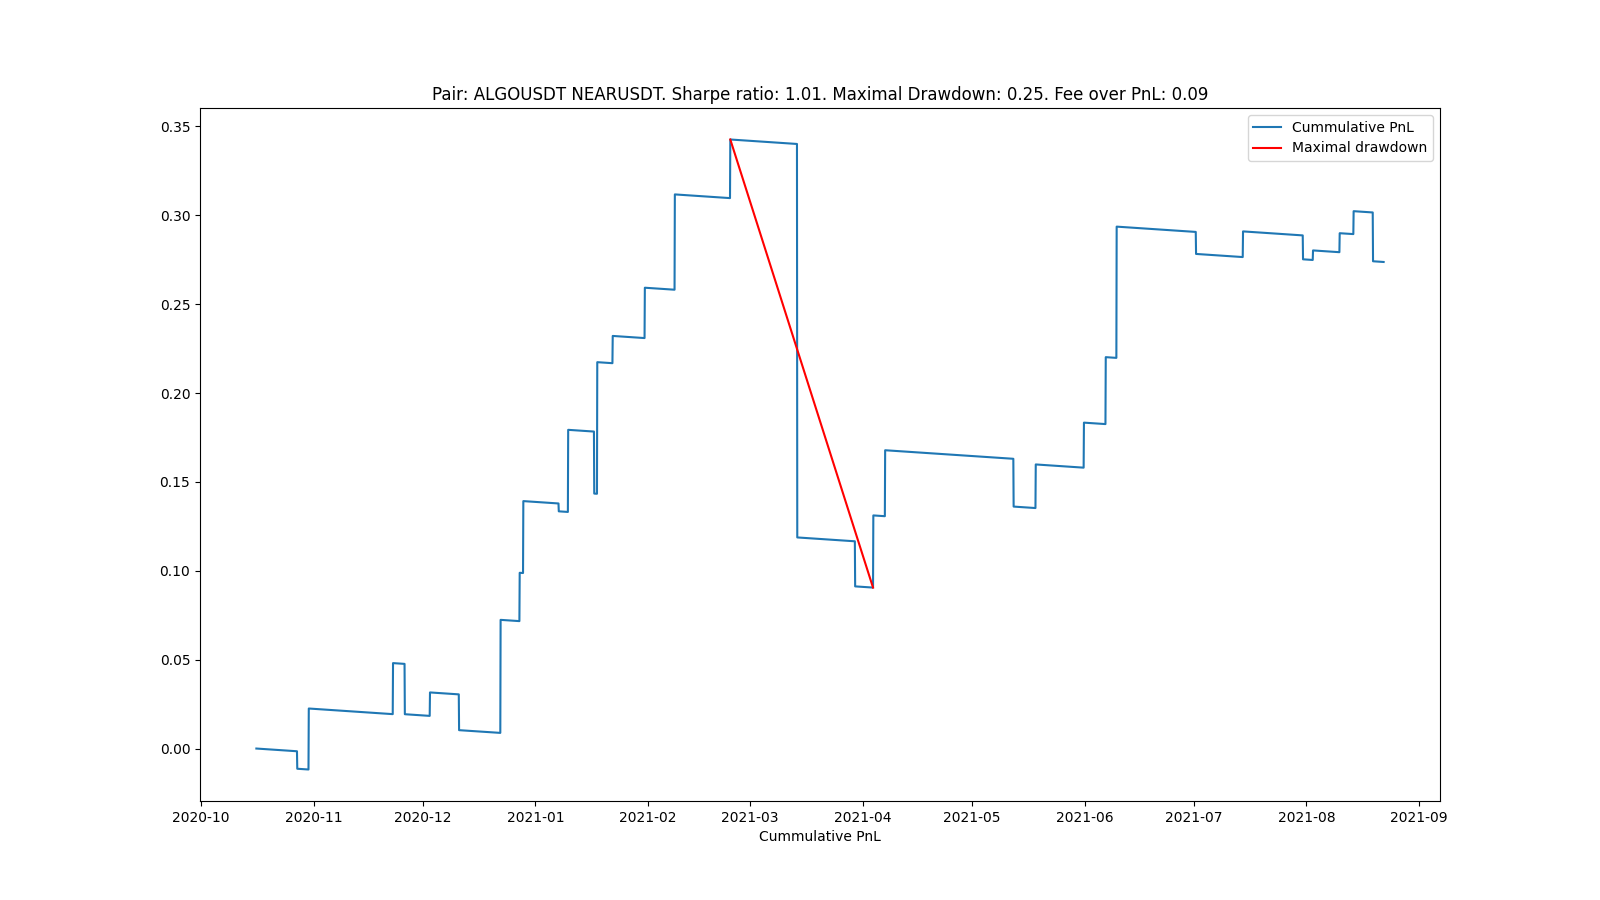 Pair: ALGOUSDT NEARUSDT. Sharpe ratio: 1.01. Maximal Drawdown: 0.25. Fee over PnL: 0.09
Cummulative PnL
Maximal drawdown
0.35
0.30
0.25
0.20
0.15
0.10
0.05
0.00
2020-10 2020-11 2020-12 2021-01 2021-02 2021-03 2021-04 2021-05 2021-06 2021-07 2021-08 2021-09
Cummulative PnL